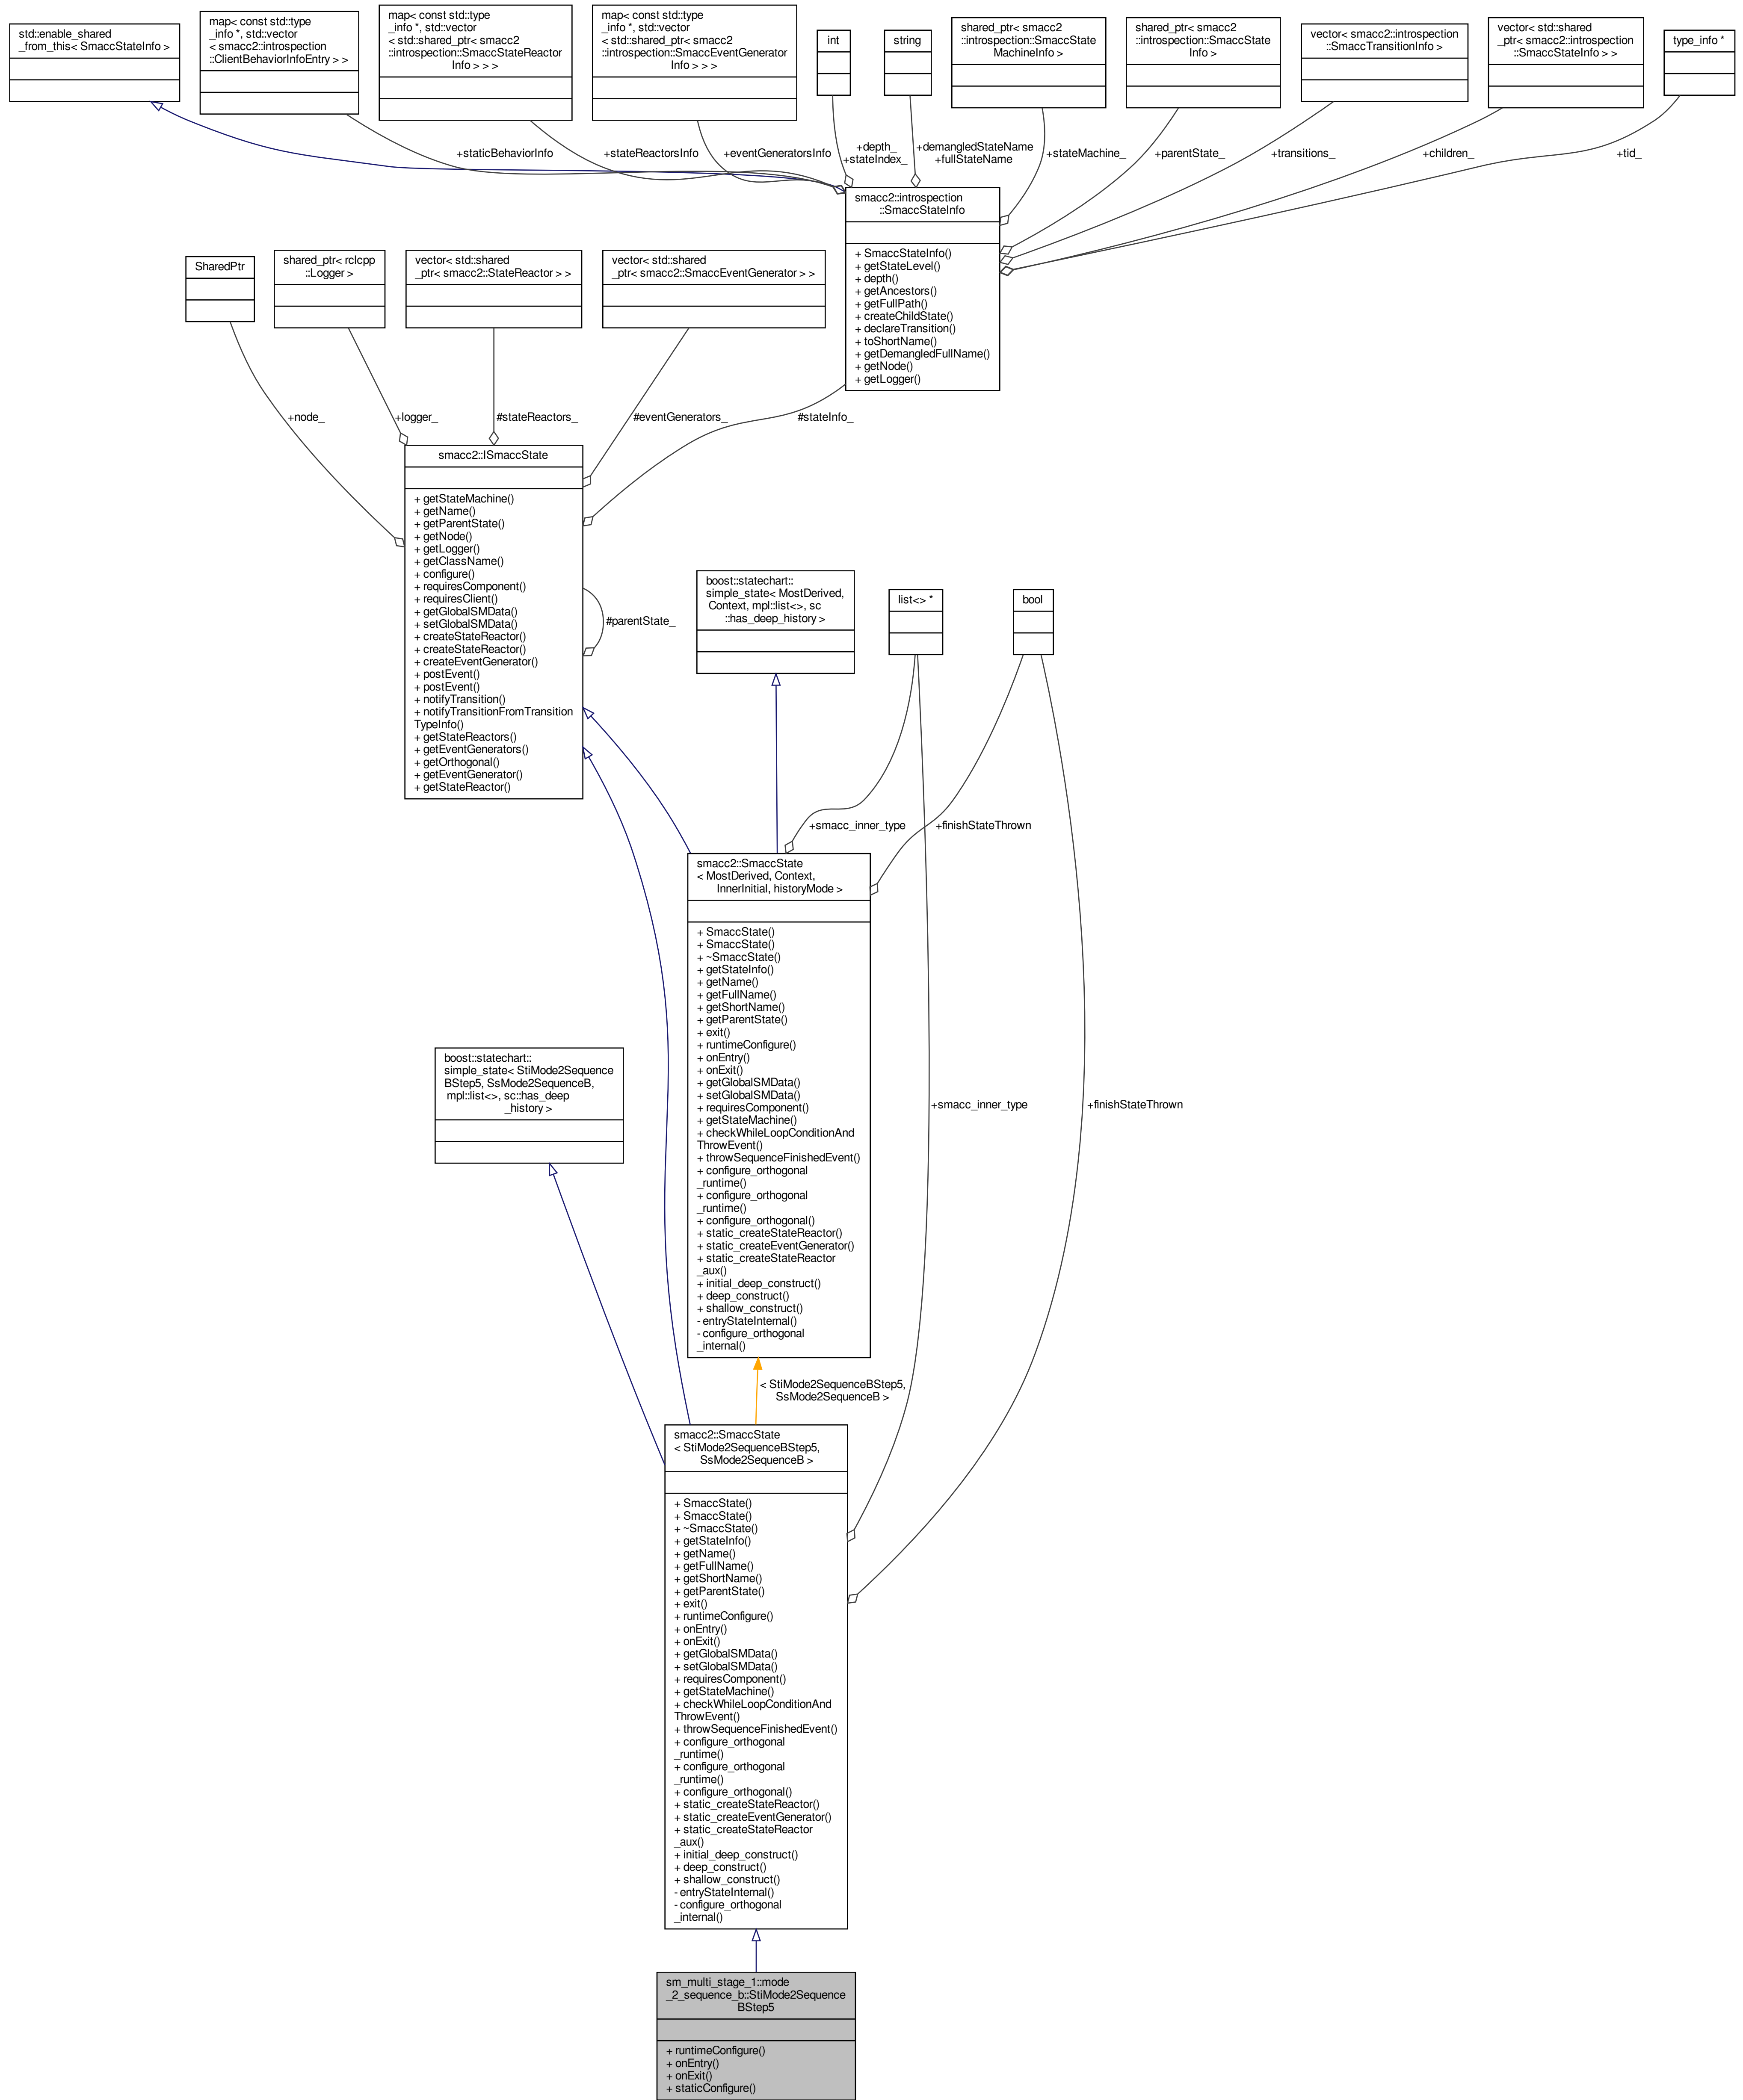 std::enable_shared
_from_this< SmaccStateInfo >
map< const std::type
_info *, std::vector
< smacc2::introspection
::ClientBehaviorInfoEntry > >
map< const std::type
_info *, std::vector
< std::shared_ptr< smacc2
::introspection::SmaccStateReactor
Info > > >
map< const std::type
_info *, std::vector
< std::shared_ptr< smacc2
::introspection::SmaccEventGenerator
Info > > >
int
string
shared_ptr< smacc2
::introspection::SmaccState
MachineInfo >
shared_ptr< smacc2
::introspection::SmaccState
Info >
vector< smacc2::introspection
::SmaccTransitionInfo >
vector< std::shared
_ptr< smacc2::introspection
::SmaccStateInfo > >
type_info *
+staticBehaviorInfo
+stateReactorsInfo
+eventGeneratorsInfo
+depth_
+stateIndex_
+demangledStateName
+fullStateName
+stateMachine_
+parentState_
+transitions_
+children_
+tid_
smacc2::introspection
::SmaccStateInfo
+ SmaccStateInfo()
+ getStateLevel()
+ depth()
+ getAncestors()
+ getFullPath()
+ createChildState()
+ declareTransition()
+ toShortName()
+ getDemangledFullName()
+ getNode()
+ getLogger()
SharedPtr
shared_ptr< rclcpp
::Logger >
vector< std::shared
_ptr< smacc2::StateReactor > >
vector< std::shared
_ptr< smacc2::SmaccEventGenerator > >
+node_
+logger_
#stateReactors_
#eventGenerators_
#stateInfo_
smacc2::ISmaccState
+ getStateMachine()
+ getName()
+ getParentState()
+ getNode()
+ getLogger()
+ getClassName()
+ configure()
+ requiresComponent()
+ requiresClient()
+ getGlobalSMData()
+ setGlobalSMData()
+ createStateReactor()
+ createStateReactor()
+ createEventGenerator()
+ postEvent()
+ postEvent()
+ notifyTransition()
+ notifyTransitionFromTransition
TypeInfo()
+ getStateReactors()
+ getEventGenerators()
+ getOrthogonal()
+ getEventGenerator()
+ getStateReactor()
#parentState_
boost::statechart::
simple_state< MostDerived,
Context, mpl::list<>, sc
::has_deep_history >
list<> *
bool
+smacc_inner_type
+finishStateThrown
smacc2::SmaccState
< MostDerived, Context,
InnerInitial, historyMode >
+ SmaccState()
+ SmaccState()
+ ~SmaccState()
+ getStateInfo()
+ getName()
+ getFullName()
+ getShortName()
+ getParentState()
+ exit()
+ runtimeConfigure()
+ onEntry()
+ onExit()
+ getGlobalSMData()
+ setGlobalSMData()
+ requiresComponent()
+ getStateMachine()
+ checkWhileLoopConditionAnd
ThrowEvent()
+ throwSequenceFinishedEvent()
+ configure_orthogonal
_runtime()
+ configure_orthogonal
_runtime()
+ configure_orthogonal()
+ static_createStateReactor()
+ static_createEventGenerator()
+ static_createStateReactor
_aux()
+ initial_deep_construct()
+ deep_construct()
+ shallow_construct()
- entryStateInternal()
- configure_orthogonal
_internal()
boost::statechart::
simple_state< StiMode2Sequence
BStep5, SsMode2SequenceB,
mpl::list<>, sc::has_deep
_history >
+smacc_inner_type
+finishStateThrown
< StiMode2SequenceBStep5,
SsMode2SequenceB >
smacc2::SmaccState
< StiMode2SequenceBStep5,
SsMode2SequenceB >
+ SmaccState()
+ SmaccState()
+ ~SmaccState()
+ getStateInfo()
+ getName()
+ getFullName()
+ getShortName()
+ getParentState()
+ exit()
+ runtimeConfigure()
+ onEntry()
+ onExit()
+ getGlobalSMData()
+ setGlobalSMData()
+ requiresComponent()
+ getStateMachine()
+ checkWhileLoopConditionAnd
ThrowEvent()
+ throwSequenceFinishedEvent()
+ configure_orthogonal
_runtime()
+ configure_orthogonal
_runtime()
+ configure_orthogonal()
+ static_createStateReactor()
+ static_createEventGenerator()
+ static_createStateReactor
_aux()
+ initial_deep_construct()
+ deep_construct()
+ shallow_construct()
- entryStateInternal()
- configure_orthogonal
_internal()
sm_multi_stage_1::mode
_2_sequence_b::StiMode2Sequence
BStep5
+ runtimeConfigure()
+ onEntry()
+ onExit()
+ staticConfigure()